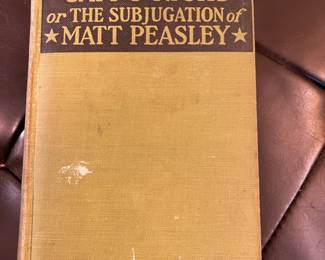 or THE SUBJUGATION of
MATT PEASLEY